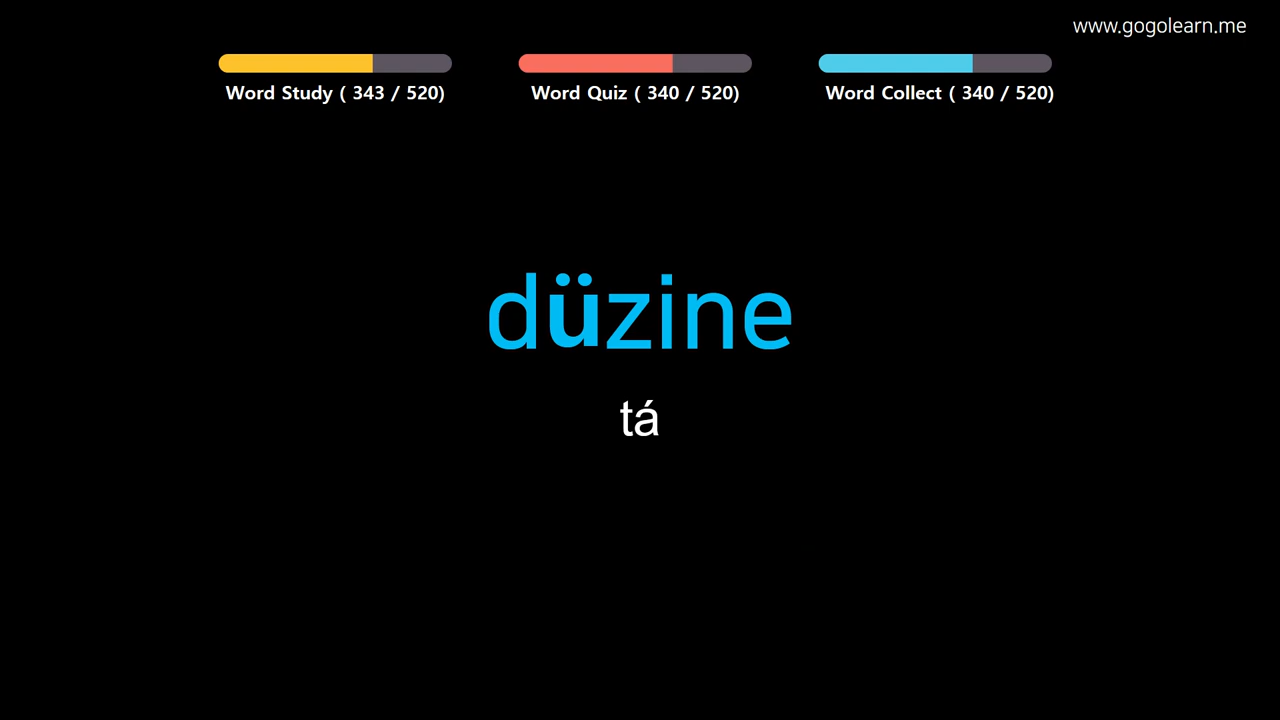 www.gogolearn.me
Word Study ( 343 / 520)
Word Quiz ( 340 / 520)
Word Collect ( 340 / 520)
düzine
tá